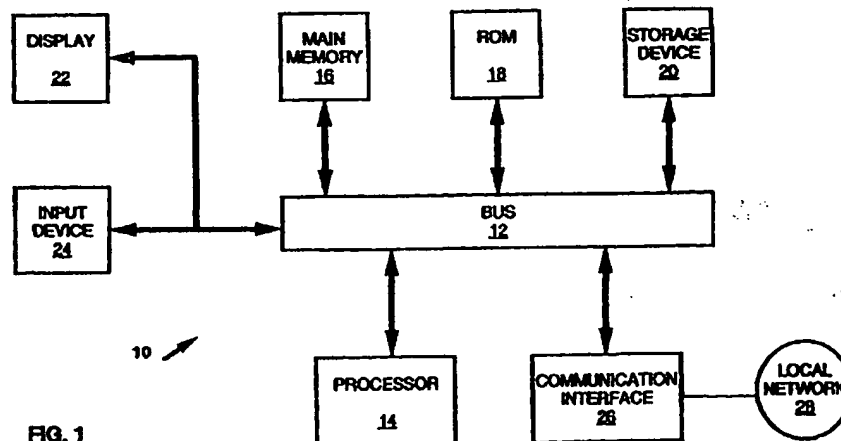 DISPLAY
22
MAIN
MEMORY
16
ROM
18
STORAGE
DEVICE
20
INPUT
DEVICE
24
BUS
12
10
PROCESSOR
14
COMMUNICATION
INTERFACE
26
LOCAL
NETWORK
28
FIG. 1